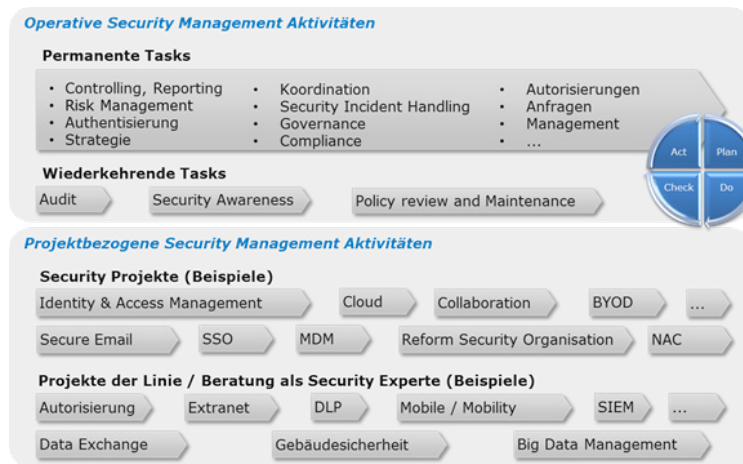 Operative Security Management Aktivitäten
Permanente Tasks
• Controlling, Reporting
• Risk Management
• Authentisierung
• Strategie
• Koordination
• Security Incident Handling
• Governance
• Compliance
• Autorisierungen
• Anfragen
• Management
• ...
Act Plan
Check Do
Wiederkehrende Tasks
Audit Security Awareness Policy review and Maintenance
Projektbezogene Security Management Aktivitäten
Security Projekte (Beispiele)
Identity & Access Management Cloud Collaboration BYOD ...
Secure Email SSO MDM Reform Security Organisation NAC
Projekte der Linie / Beratung als Security Experte (Beispiele)
Autorisierung Extranet DLP Mobile / Mobility SIEM ...
Data Exchange Gebäudesicherheit Big Data Management